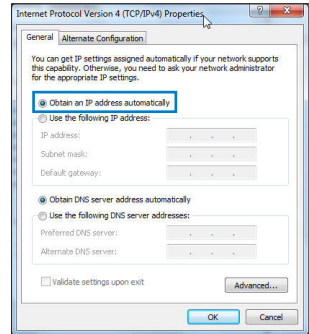 Internet Protocol Version 4 (TCP/IPv4) Properties
General
Alternate Configuration
You can get IP settings assigned automatically if your network supports
this capability. Otherwise, you need to ask your network administrator
for the appropriate IP settings.
Obtain an IP address automatically
Use the following IP address:
IP address:
Subnet mask:
Default gateway:
Obtain DNS server address automatically
Use the following DNS server addresses:
Preferred DNS server:
Alternate DNS server:
Validate settings upon exit
Advanced...
OK
Cancel